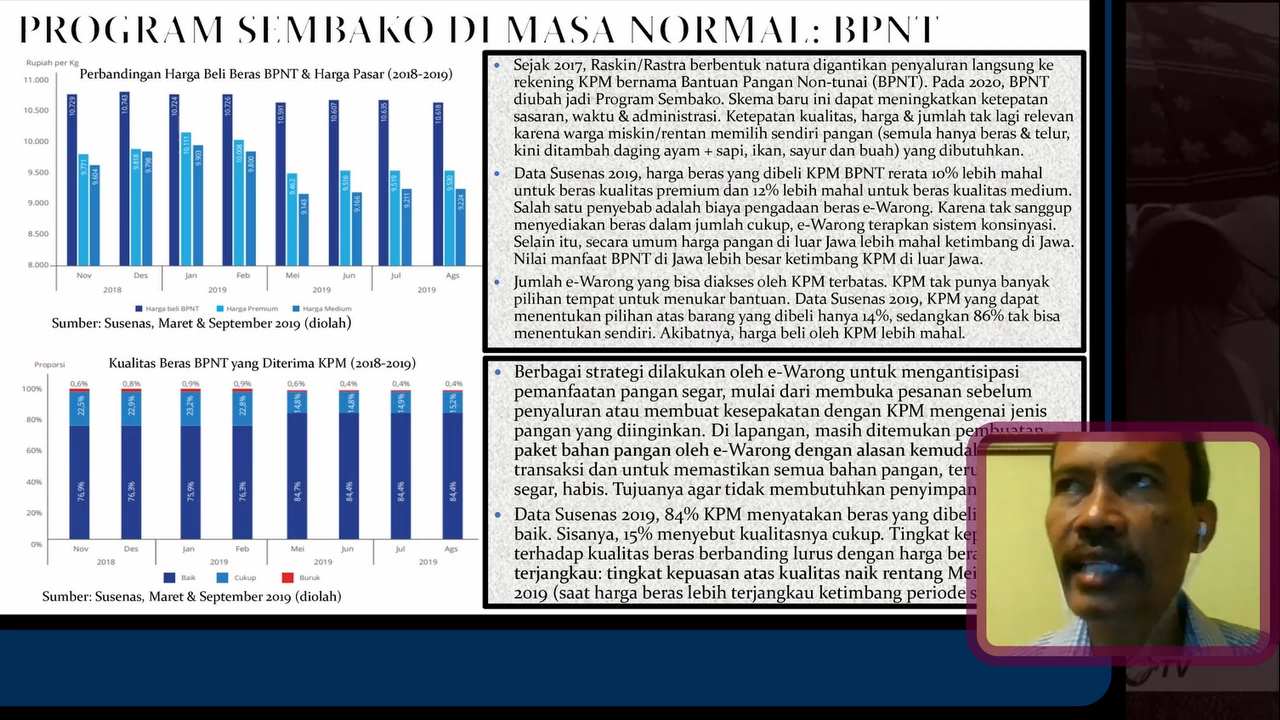 PROGRAM SEMBAKO DI MASA NORMAL: BPNT
Rupiah per Kg
Perbandingan Harga Beli Beras BPNT & Harga Pasar (2018-2019)
11.000
10.500
10.000
9.500
9.000
8.500
8.000
10.729
9.771
9.604
10.743
9.818
9.798
10.724
10.111
9.903
10.726
10.008
9.800
10.591
9.462
9.143
10.607
9.516
9.166
10.635
9.519
9.211
10.618
9.530
9.224
Nov Des Jan Feb Mei Jun Jul Ags
2018 2019 2019 2019
Harga beli BPNT Harga Premium Harga Medium
Sumber: Susenas, Maret & September 2019 (diolah)
Proporsi
Kualitas Beras BPNT yang Diterima KPM (2018-2019)
100%
80%
60%
40%
20%
0%
0,6% 0,8% 0,9% 0,9% 0,6% 0,4% 0,4% 0,4%
22,5% 22,9% 23,2% 22,8% 14,8% 14,8% 14,9% 15,2%
76,9% 76,3% 75,9% 76,3% 84,7% 84,4% 84,4% 84,4%
Nov Des Jan Feb Mei Jun Jul Ags
2018 2019 2019 2019
Baik Cukup Buruk
Sumber: Susenas, Maret & September 2019 (diolah)
• Sejak 2017, Raskin/Rastra berbentuk natura digantikan penyaluran langsung ke
rekening KPM bernama Bantuan Pangan Non-tunai (BPNT). Pada 2020, BPNT
diubah jadi Program Sembako. Skema baru ini dapat meningkatkan ketepatan
sasaran, waktu & administrasi. Ketepatan kualitas, harga & jumlah tak lagi relevan
karena warga miskin/rentan memilih sendiri pangan (semula hanya beras & telur,
kini ditambah daging ayam + sapi, ikan, sayur dan buah) yang dibutuhkan.
• Data Susenas 2019, harga beras yang dibeli KPM BPNT rerata 10% lebih mahal
untuk beras kualitas premium dan 12% lebih mahal untuk beras kualitas medium.
Salah satu penyebab adalah biaya pengadaan beras e-Warong. Karena tak sanggup
menyediakan beras dalam jumlah cukup, e-Warong terapkan sistem konsinyasi.
Selain itu, secara umum harga pangan di luar Jawa lebih mahal ketimbang di Jawa.
Nilai manfaat BPNT di Jawa lebih besar ketimbang KPM di luar Jawa.
• Jumlah e-Warong yang bisa diakses oleh KPM terbatas. KPM tak punya banyak
pilihan tempat untuk menukar bantuan. Data Susenas 2019, KPM yang dapat
menentukan pilihan atas barang yang dibeli hanya 14%, sedangkan 86% tak bisa
menentukan sendiri. Akibatnya, harga beli oleh KPM lebih mahal.
• Berbagai strategi dilakukan oleh e-Warong untuk mengantisipasi
pemanfaatan pangan segar, mulai dari membuka pesanan sebelum
penyaluran atau membuat kesepakatan dengan KPM mengenai jenis
pangan yang diinginkan. Di lapangan, masih ditemukan pembuatan
paket bahan pangan oleh e-Warong dengan alasan
transaksi dan untuk memastikan semua bahan pangan,
segar, habis. Tujuanya agar tidak membutuhkan
• Data Susenas 2019, 84% KPM menyatakan beras yang
baik. Sisanya, 15% menyebut kualitasnya cukup. Tingkat
terhadap kualitas beras berbanding lurus dengan harga
terjangkau: tingkat kepuasan atas kualitas naik rentang Mei
2019 (saat harga beras lebih terjangkau ketimbang periode
TV